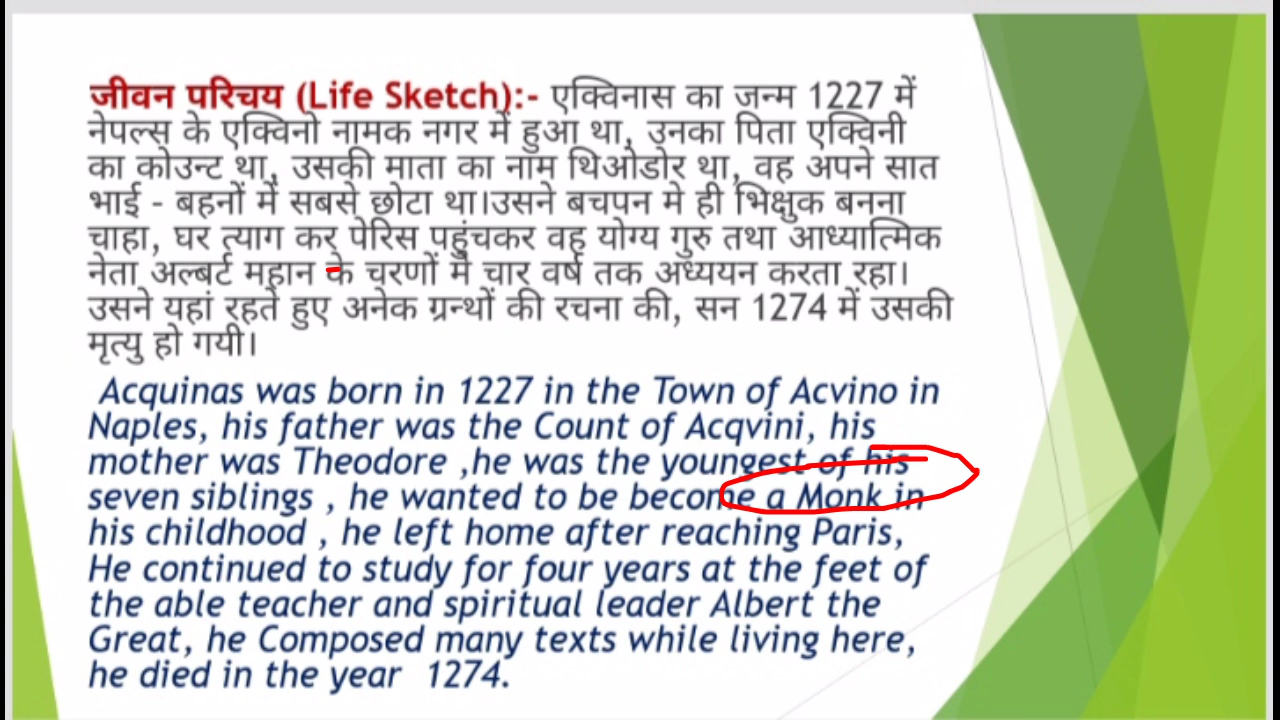 जीवन परिचय (Life Sketch):- एक्विनास का जन्म 1227 में
नेपल्स के एक्विनो नामक नगर में हुआ था, उनका पिता एक्विनी
का कोउन्ट था, उसकी माता का नाम थिओडोर था, वह अपने सात
भाई - बहनों में सबसे छोटा था।उसने बचपन मे ही भिक्षुक बनना
चाहा, घर त्याग कर पेरिस पहुंचकर वह योग्य गुरु तथा आध्यात्मिक
नेता अल्बर्ट महान के चरणों में चार वर्ष तक अध्ययन करता रहा।
उसने यहां रहते हुए अनेक ग्रन्थों की रचना की, सन 1274 में उसकी
मृत्यु हो गयी।
Acquinas was born in 1227 in the Town of Acvino in
Naples, his father was the Count of Acqvini, his
mother was Theodore ,he was the youngest of his
seven siblings , he wanted to be become a Monk in
his childhood , he left home after reaching Paris,
He continued to study for four years at the feet of
the able teacher and spiritual leader Albert the
Great, he Composed many texts while living here,
he died in the year 1274.